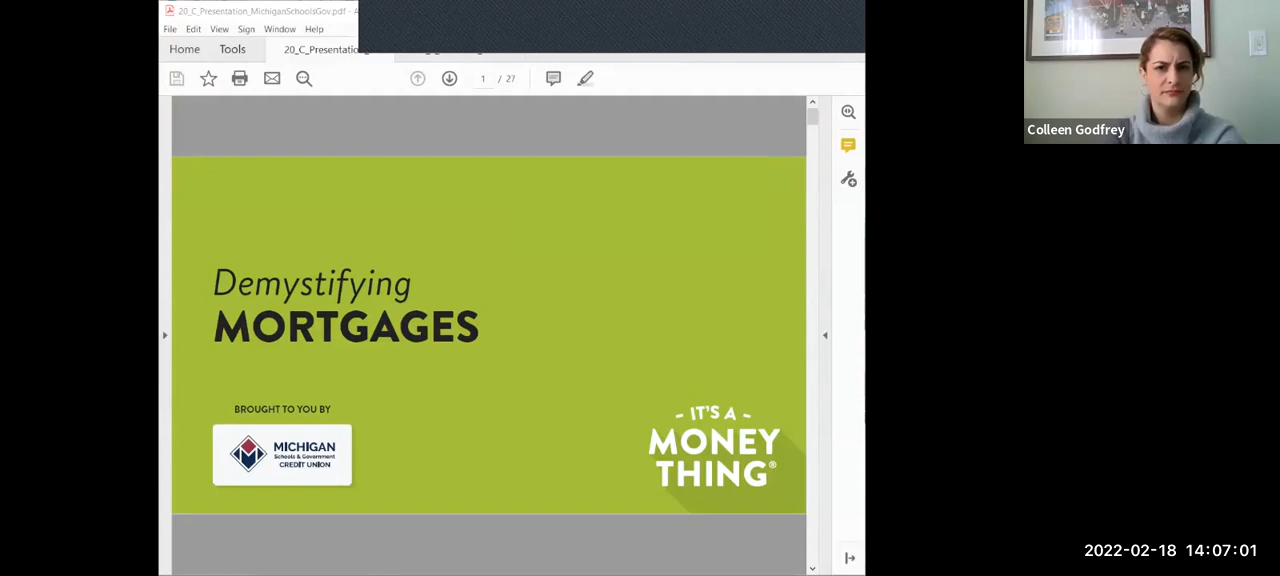 20_C_Presentation_MichiganSchoolsGov.pdf - A
File Edit View Sign Window Help
Home Tools 20_C_Presentatio
1 / 27
Colleen Godfrey
Demystifying
MORTGAGES
BROUGHT TO YOU BY
MICHIGAN
Schools & Government
CREDIT UNION
- IT'S A -
MONEY
THING®
2022-02-18 14:07:01